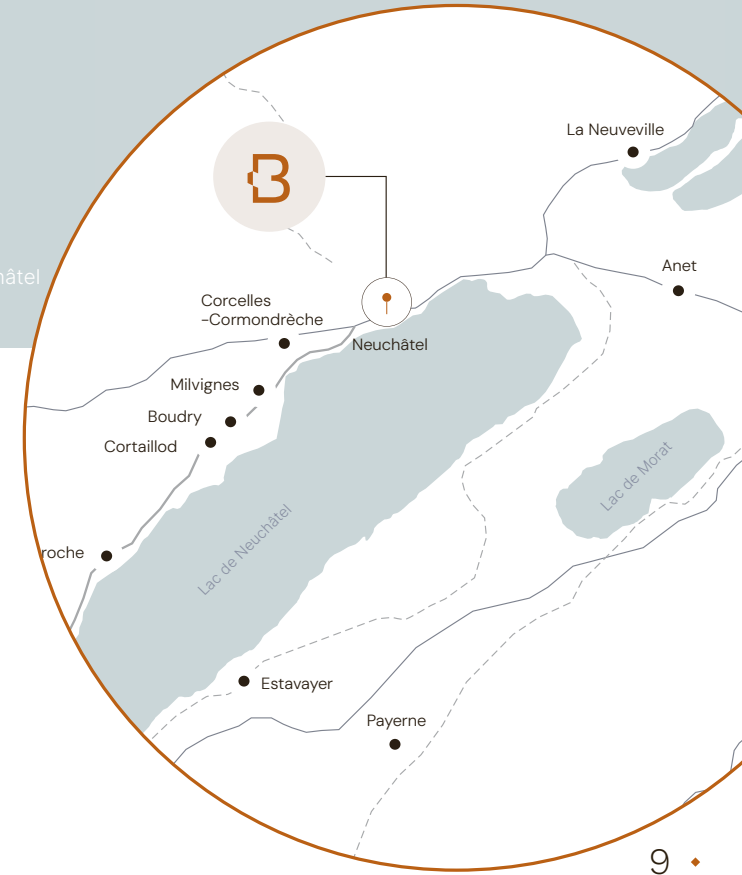 La Neuveville
B
Anet
hâtel
Corcelles
-Cormondrèche
Neuchâtel
Milvignes
Boudry
Cortaillod
Lac de Morat
Lac de Neuchâtel
roche
Estavayer
Payerne
9